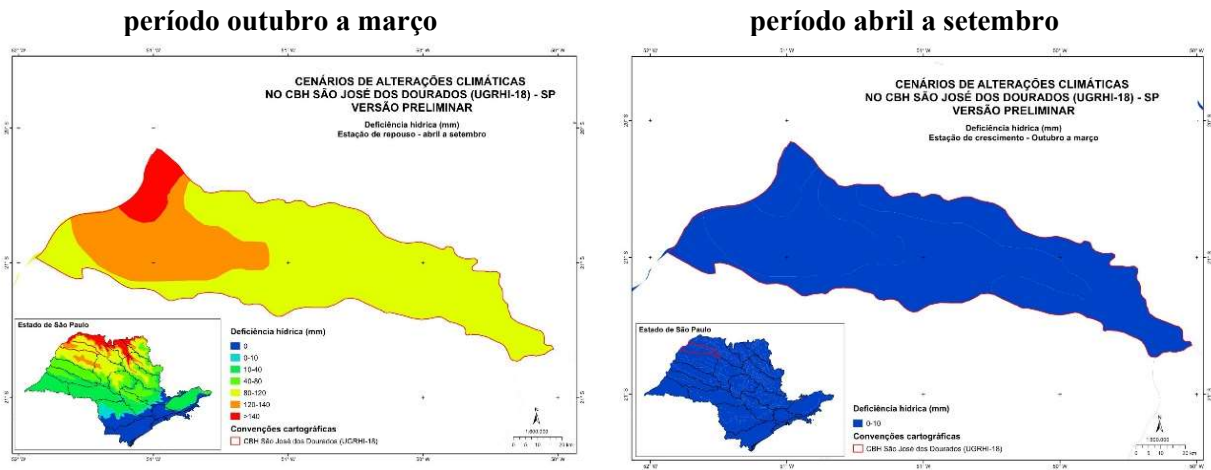 período outubro a março
período abril a setembro
CENÁRIOS DE ALTERAÇÕES CLIMÁTICAS
NO CBH SÃO JOSÉ DOS DOURADOS (UGRHI-18) - SP
VERSÃO PRELIMINAR
Deficiência hídrica (mm)
Estação de repouso - abril a setembro
Estado de São Paulo
Deficiência hídrica (mm)
0
0-10
10-40
40-80
80-120
120-140
>140
Convenções cartográficas
CBH São José dos Dourados (UGRHI-18)
N
CENÁRIOS DE ALTERAÇÕES CLIMÁTICAS
NO CBH SÃO JOSÉ DOS DOURADOS (UGRHI-18) - SP
VERSÃO PRELIMINAR
Deficiência hídrica (mm)
Estação de crescimento - Outubro a março
Estado de São Paulo
Deficiência hídrica (mm)
0-10
Convenções cartográficas
CBH São José dos Dourados (UGRHI-18)
N